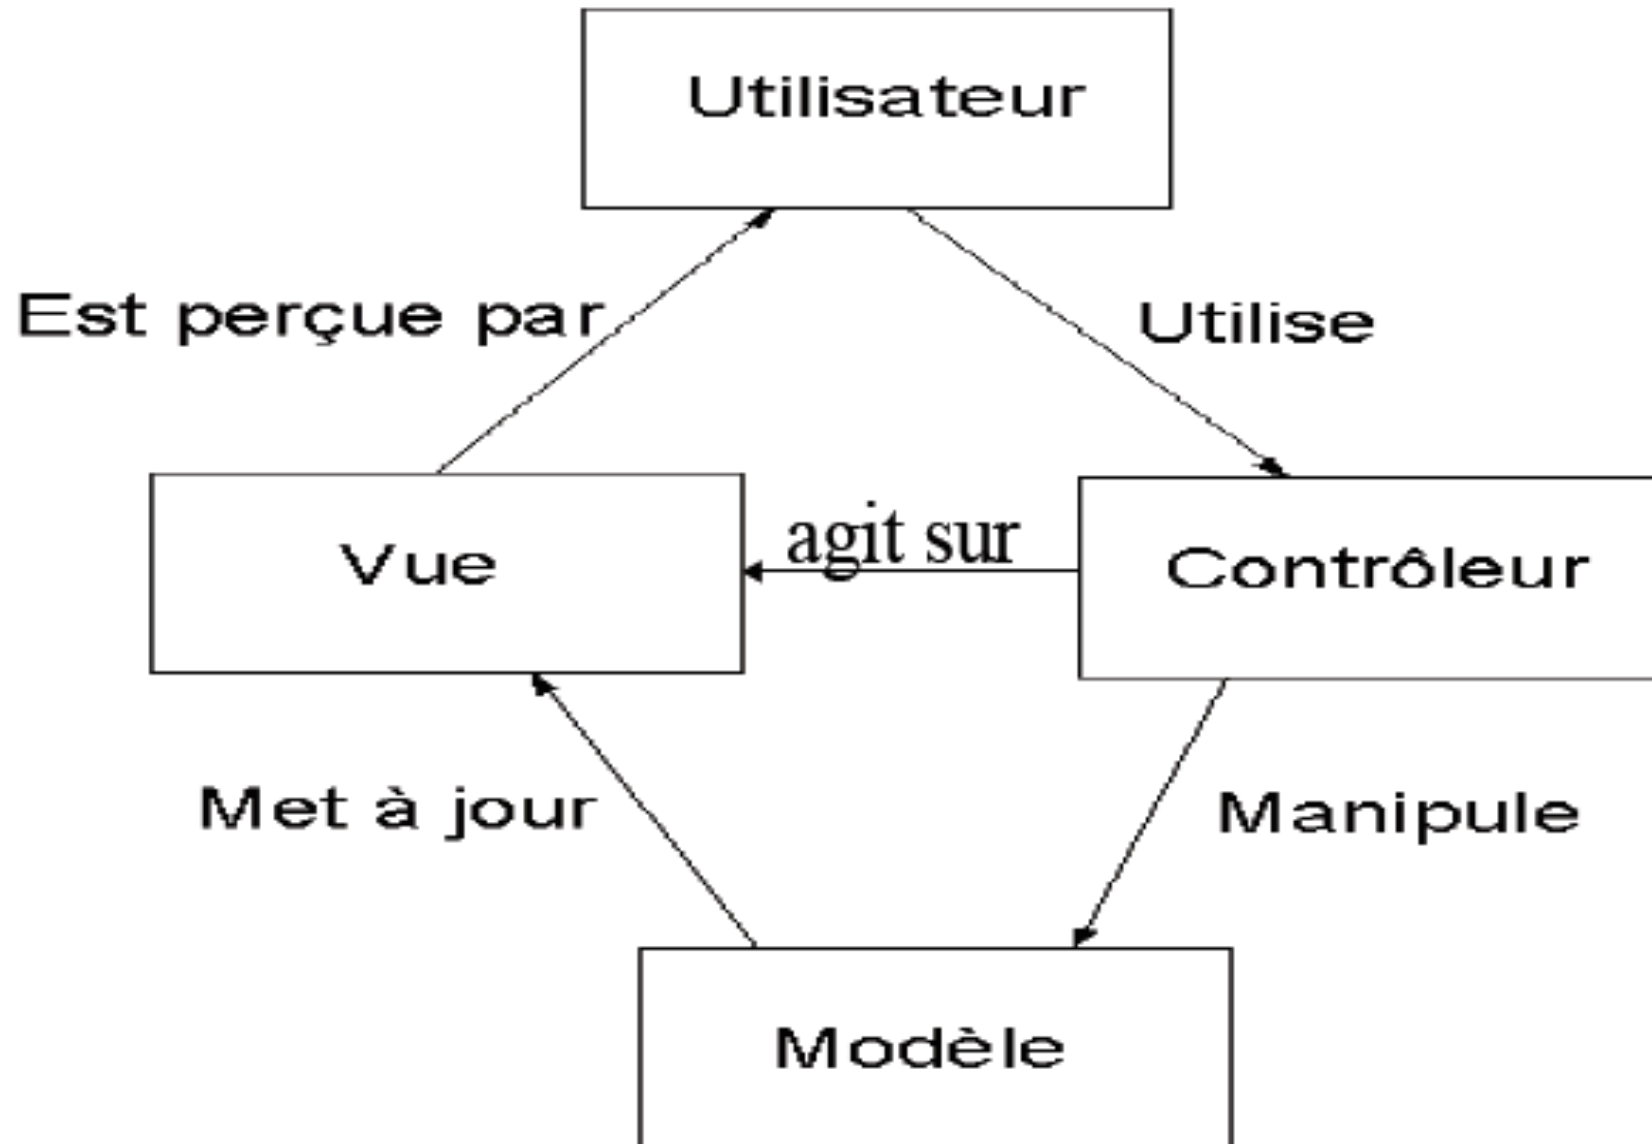 Utilisateur
Est perçue par
Utilise
Vue
agit sur
Contrôleur
Met à jour
Manipule
Modèle